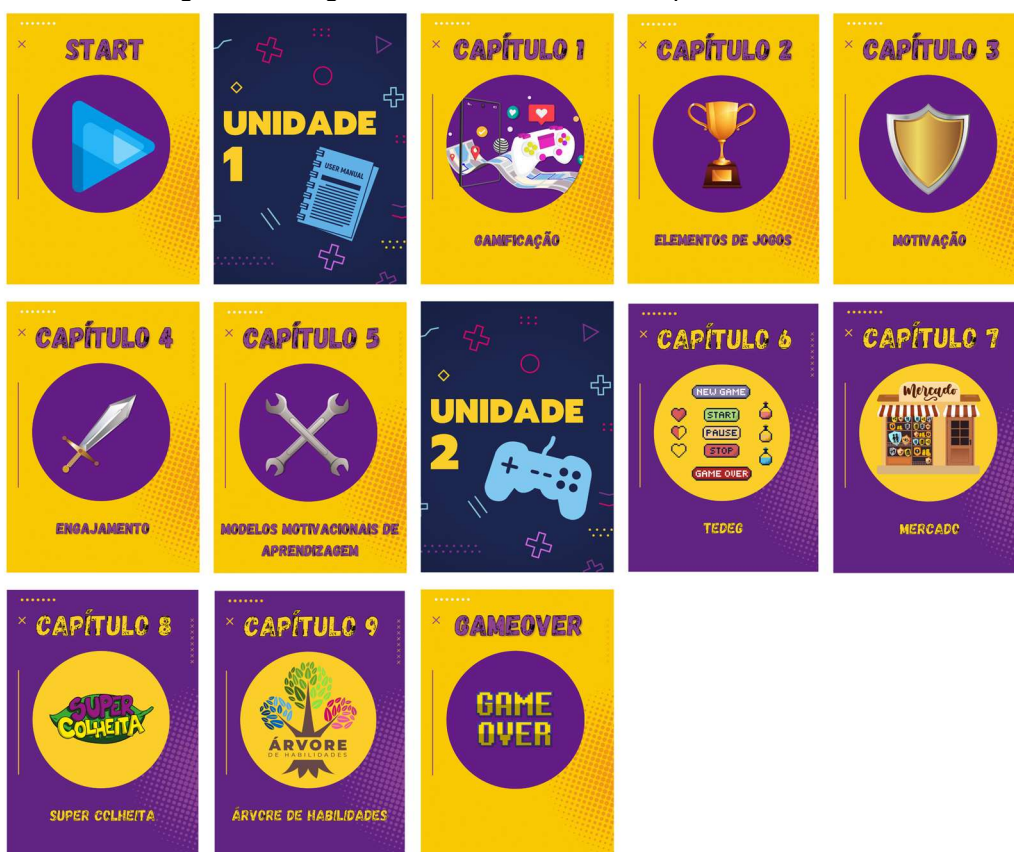 START
UNIDADE
1
USER MANUAL
CAPÍTULO 1
GAMIFICAÇÃO
CAPÍTULO 2
ELEMENTOS DE JOGOS
CAPÍTULO 3
MOTIVAÇÃO
CAPÍTULO 4
ENGAJAMENTO
CAPÍTULO 5
MODELOS MOTIVACIONAIS DE
APRENDIZAGEM
UNIDADE
2
CAPÍTULO 6
NEW GAME
START
PAUSE
STOP
GAME OVER
TEDEG
CAPÍTULO 7
Mercado
MERCADO
CAPÍTULO 8
SUPER
COLHEITA
SUPER COLHEITA
CAPÍTULO 9
ÁRVORE
DE HABILIDADES
ÁRVORE DE HABILIDADES
GAMEOVER
GAME
OVER